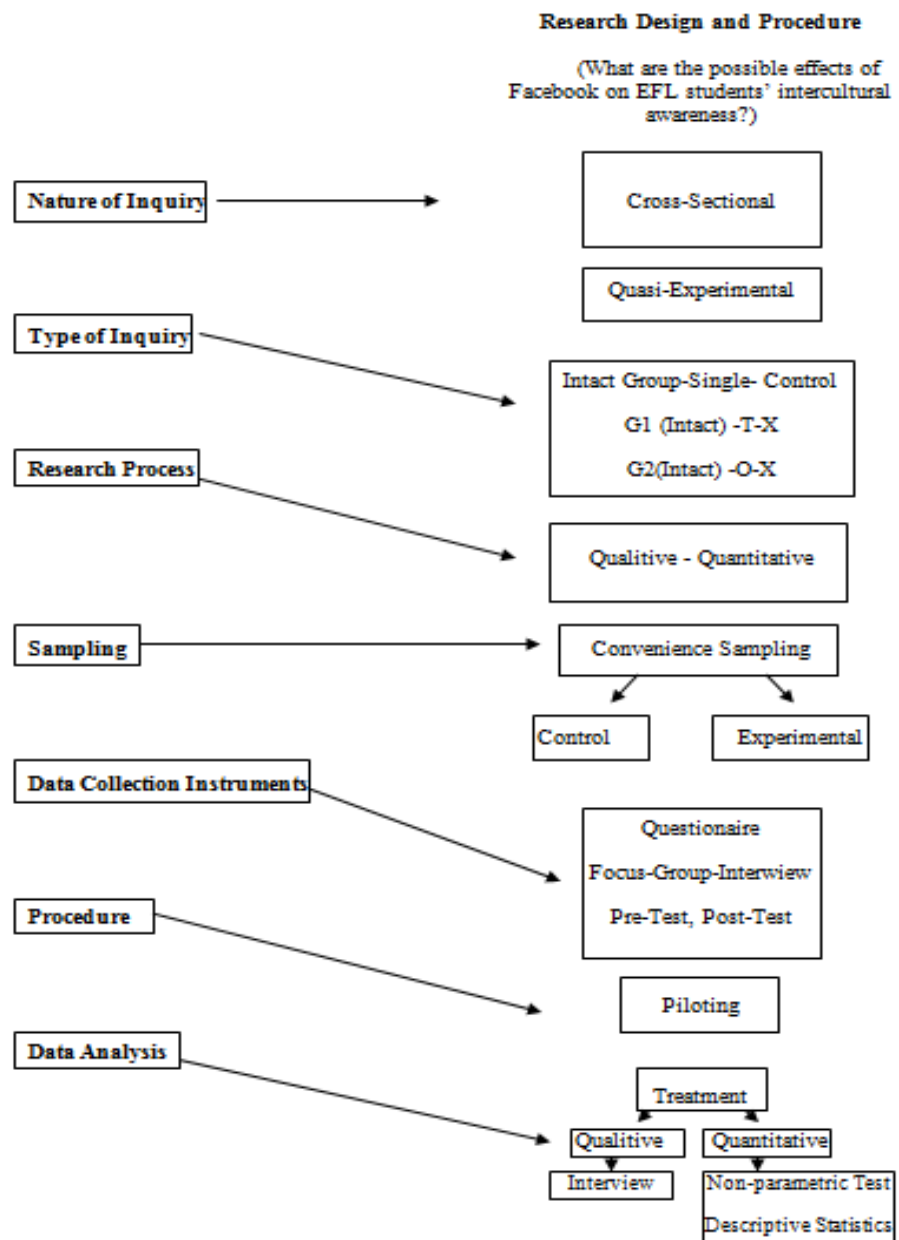 Research Design and Procedure
(What are the possible effects of
Facebook on EFL students' intercultural
awareness?)
Nature of Inquiry
Cross-Sectional
Quasi-Experimental
Type of Inquiry
Intact Group-Single- Control
G1 (Intact) -T-X
G2(Intact) -O-X
Research Process
Qualitive - Quantitative
Sampling
Convenience Sampling
Control
Experimental
Data Collection Instruments
Questionaire
Focus-Group-Interwiew
Pre-Test, Post-Test
Procedure
Piloting
Data Analysis
Treatment
Qualitive
Quantitative
Interview
Non-parametric Test
Descriptive Statistics